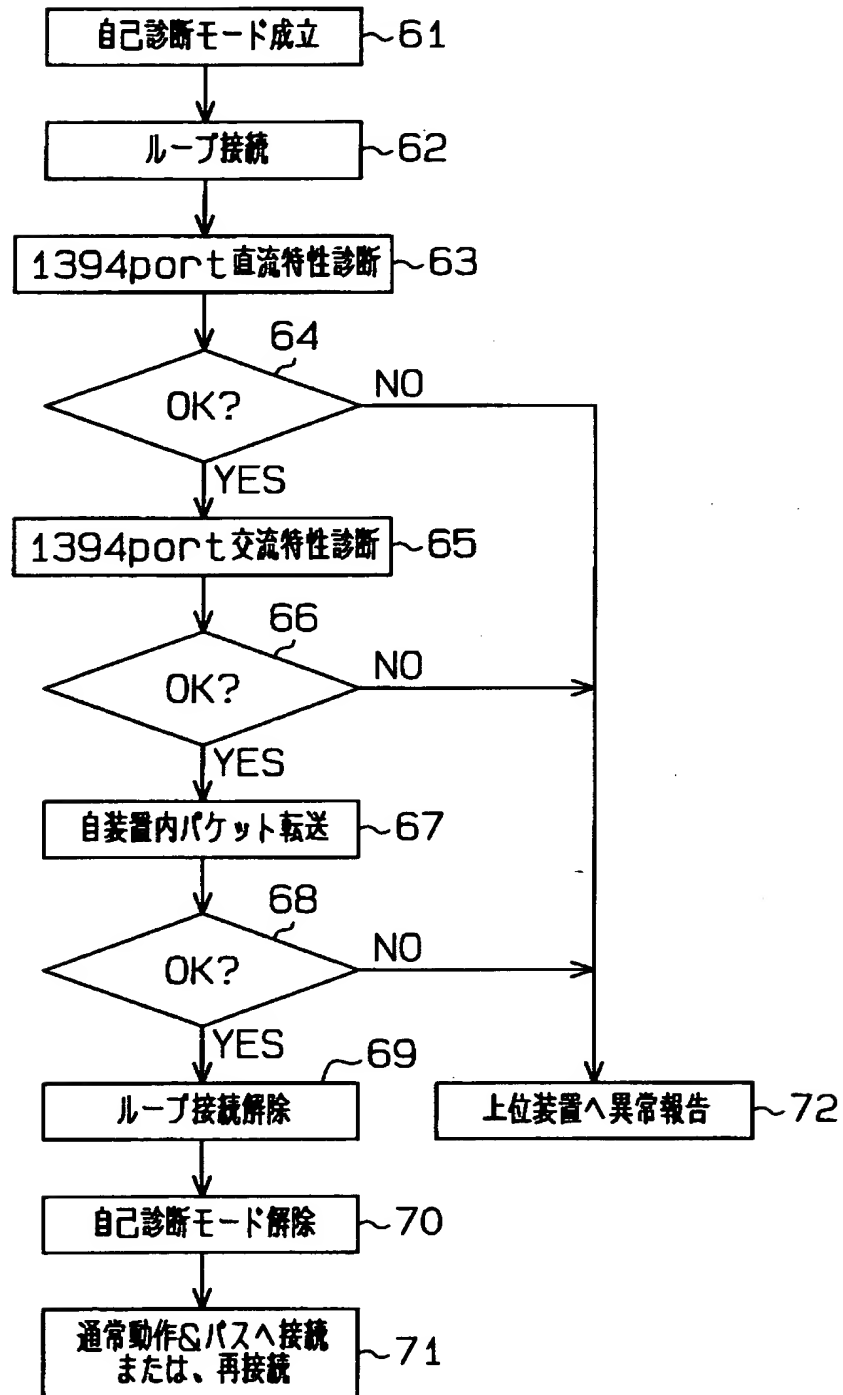 自己診断モード成立
61
ループ接続
62
1394port直流特性診断
63
64
OK?
NO
YES
1394port交流特性診断
65
66
OK?
NO
YES
自装置内パケット転送
67
68
OK?
NO
YES
69
ループ接続解除
上位装置へ異常報告
72
自己診断モード解除
70
通常動作&バスへ接続
または、再接続
71